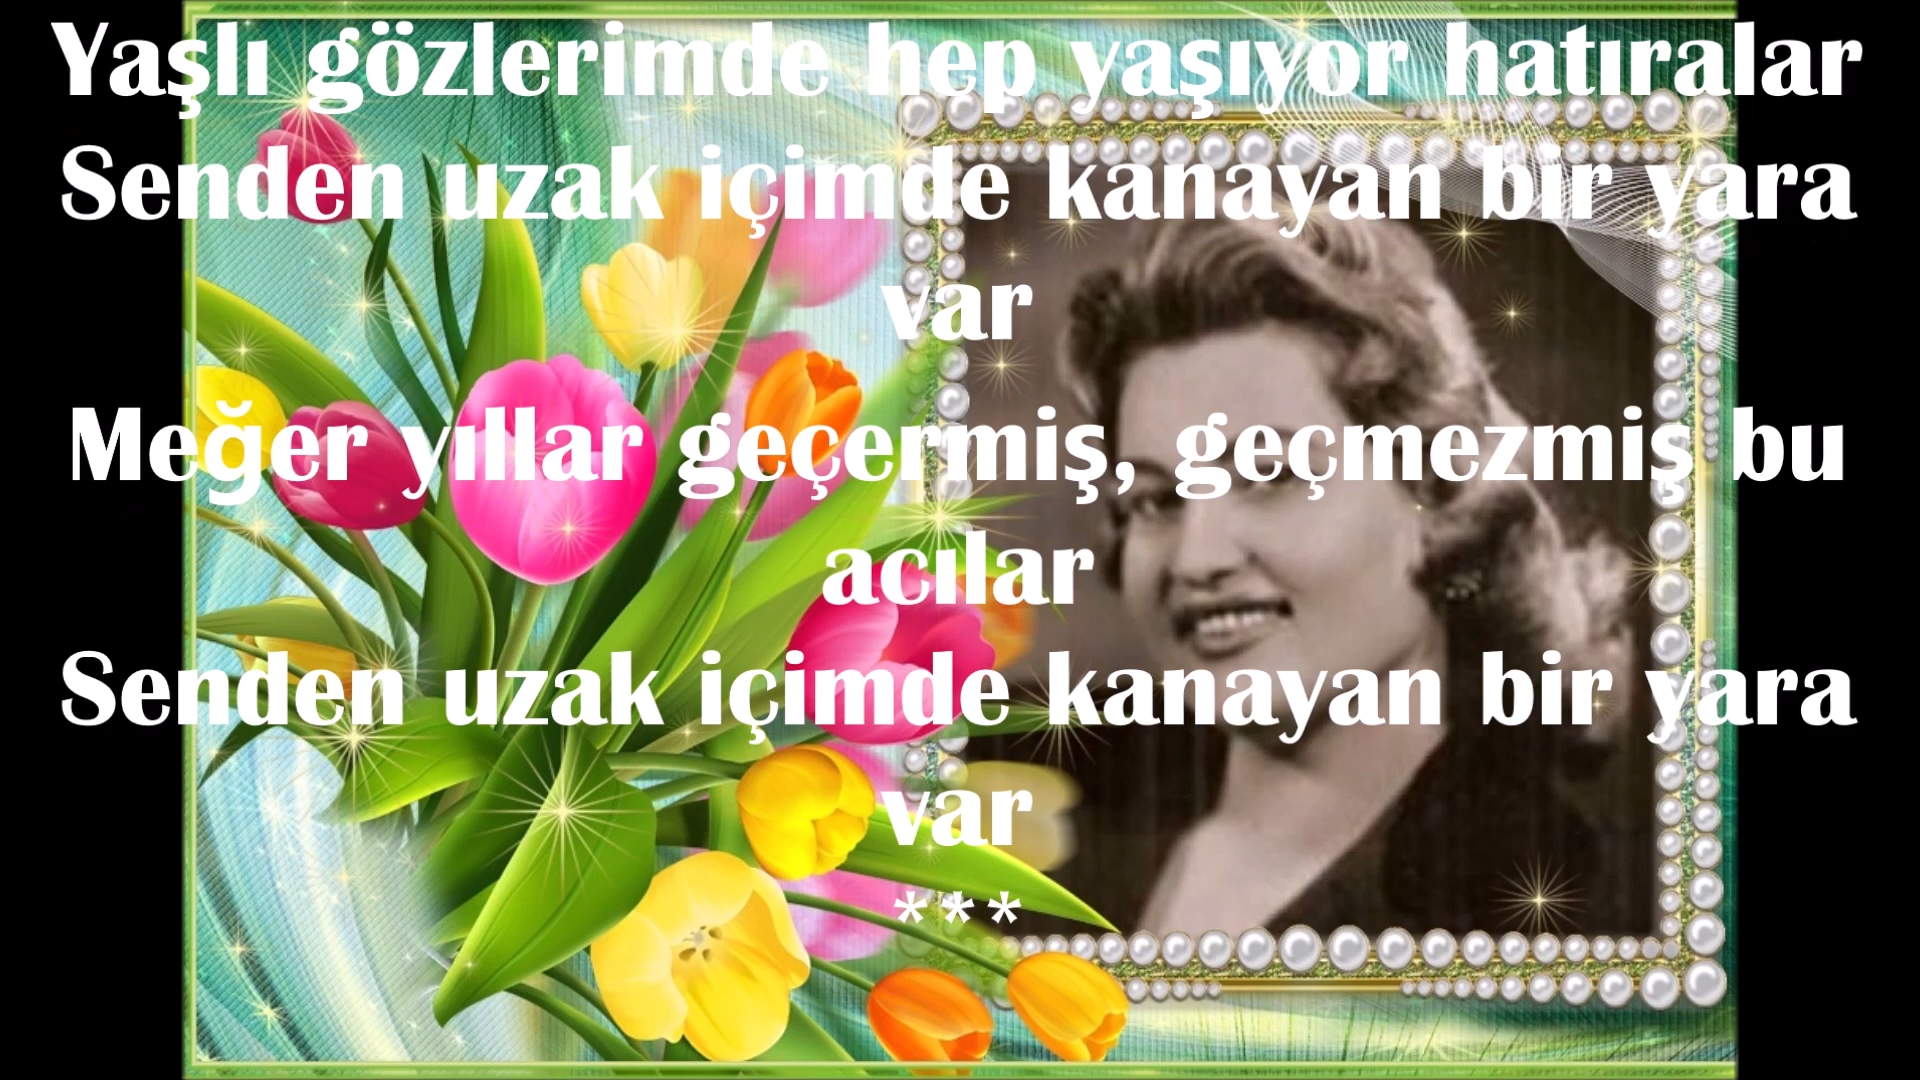 Yaşlı gözlerimde hep yaşıyor hatıralar
Senden uzak içimde kanayan bir yara
var
Meğer yıllar geçermiş, geçmezmiş bu
acılar
Senden uzak içimde kanayan bir yara
var
***